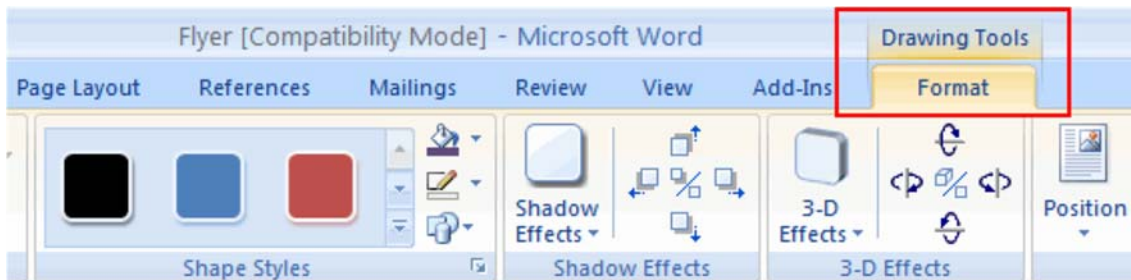 Flyer [Compatibility Mode] - Microsoft Word
Drawing Tools
Page Layout References Mailings Review View Add-Ins Format
Shadow Effects
3-D Effects
Position
Shape Styles Shadow Effects 3-D Effects